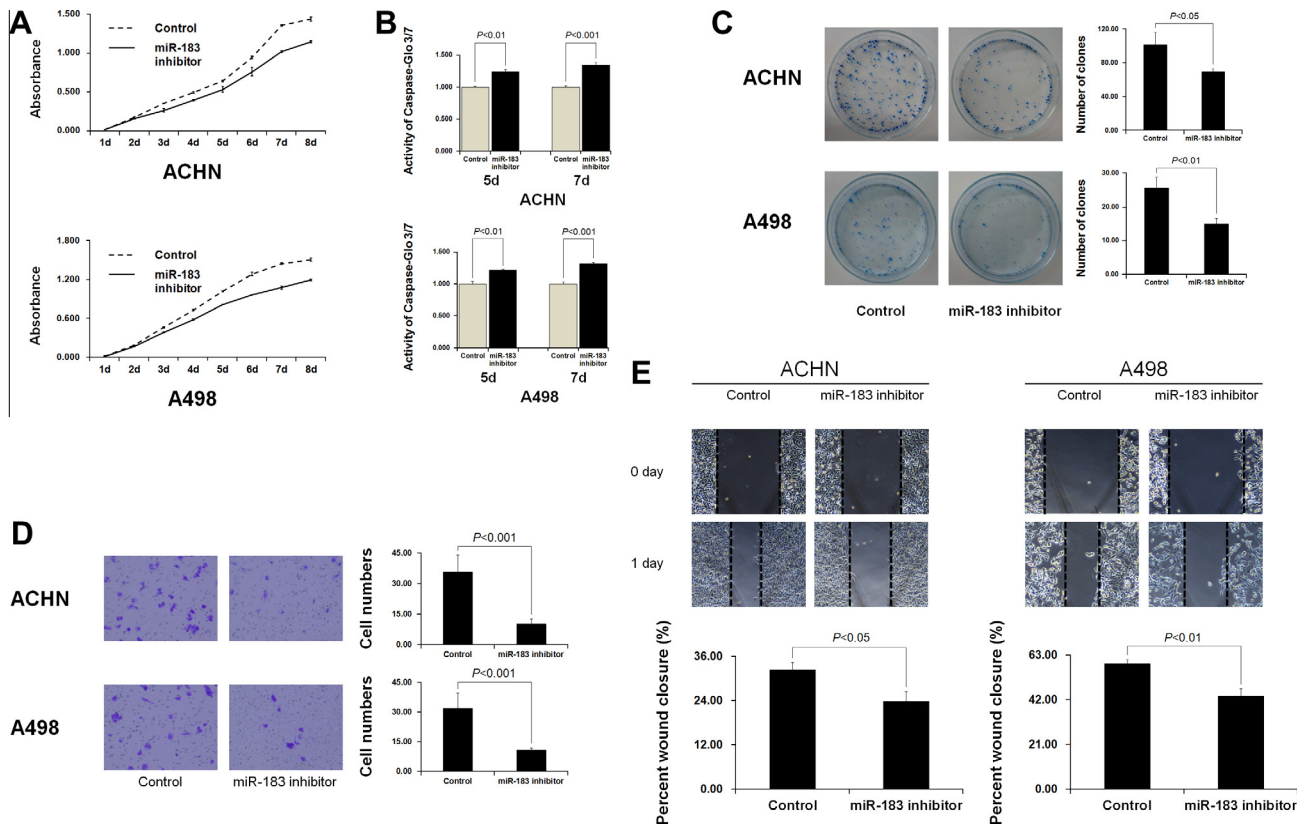 A
Absorbance
1.500
1.000
0.500
0.000
Control
miR-183
inhibitor
1d 2d 3d 4d 5d 6d 7d 8d
ACHN
Absorbance
1.800
1.200
0.600
0.000
Control
miR-183
inhibitor
1d 2d 3d 4d 5d 6d 7d 8d
A498
B
Activity of Caspase-Glo 3/7
1.500
1.000
0.500
0.000
P<0.01
P<0.001
Control miR-183 inhibitor
Control miR-183 inhibitor
5d
7d
ACHN
Activity of Caspase-Glo 3/7
1.500
1.000
0.500
0.000
P<0.01
P<0.001
Control miR-183 inhibitor
Control miR-183 inhibitor
5d
7d
A498
C
ACHN
Number of clones
120.00
80.00
40.00
0.00
P<0.05
Control miR-183 inhibitor
A498
Number of clones
30.00
20.00
10.00
0.00
P<0.01
Control miR-183 inhibitor
Control miR-183 inhibitor
D
ACHN
Cell numbers
45.00
30.00
15.00
0.00
P<0.001
Control miR-183 inhibitor
A498
Cell numbers
45.00
30.00
15.00
0.00
P<0.001
Control miR-183 inhibitor
Control miR-183 inhibitor
E
ACHN
Control miR-183 inhibitor
A498
Control miR-183 inhibitor
0 day
1 day
Percent wound closure (%)
36.00
24.00
12.00
0.00
P<0.05
Control miR-183 inhibitor
Percent wound closure (%)
63.00
42.00
21.00
0.00
P<0.01
Control miR-183 inhibitor